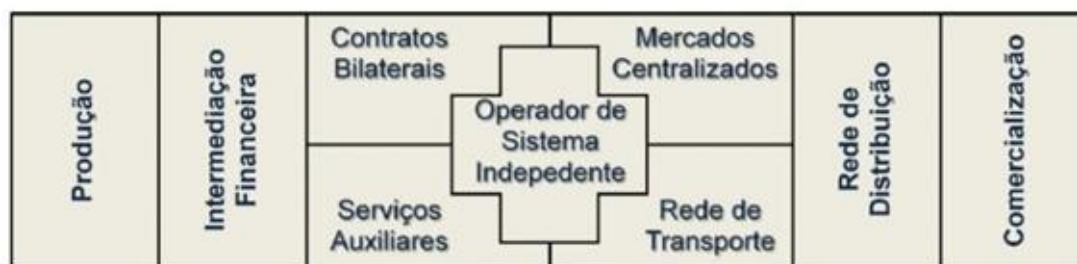 Produção
Intermediação
Financeira
Contratos
Bilaterais
Mercados
Centralizados
Operador de
Sistema
Indepedente
Serviços
Auxiliares
Rede de
Transporte
Rede de
Distribuição
Comercialização